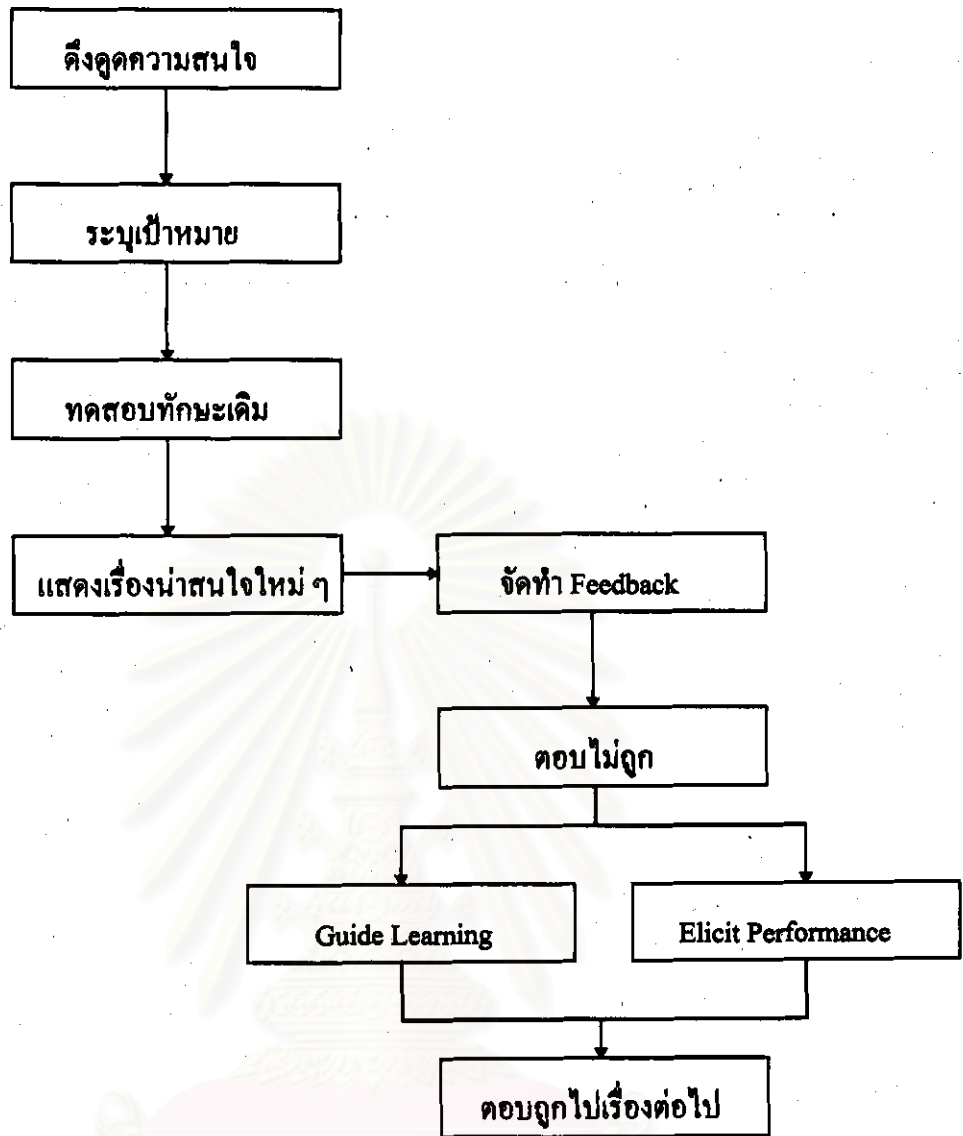 ดึงดูดความสนใจ
ระบุเป้าหมาย
ทดสอบทักษะเดิม
แสดงเรื่องน่าสนใจใหม่ ๆ
จัดทำ Feedback
ตอบไม่ถูก
Guide Learning
Elicit Performance
ตอบถูกไปเรื่องต่อไป